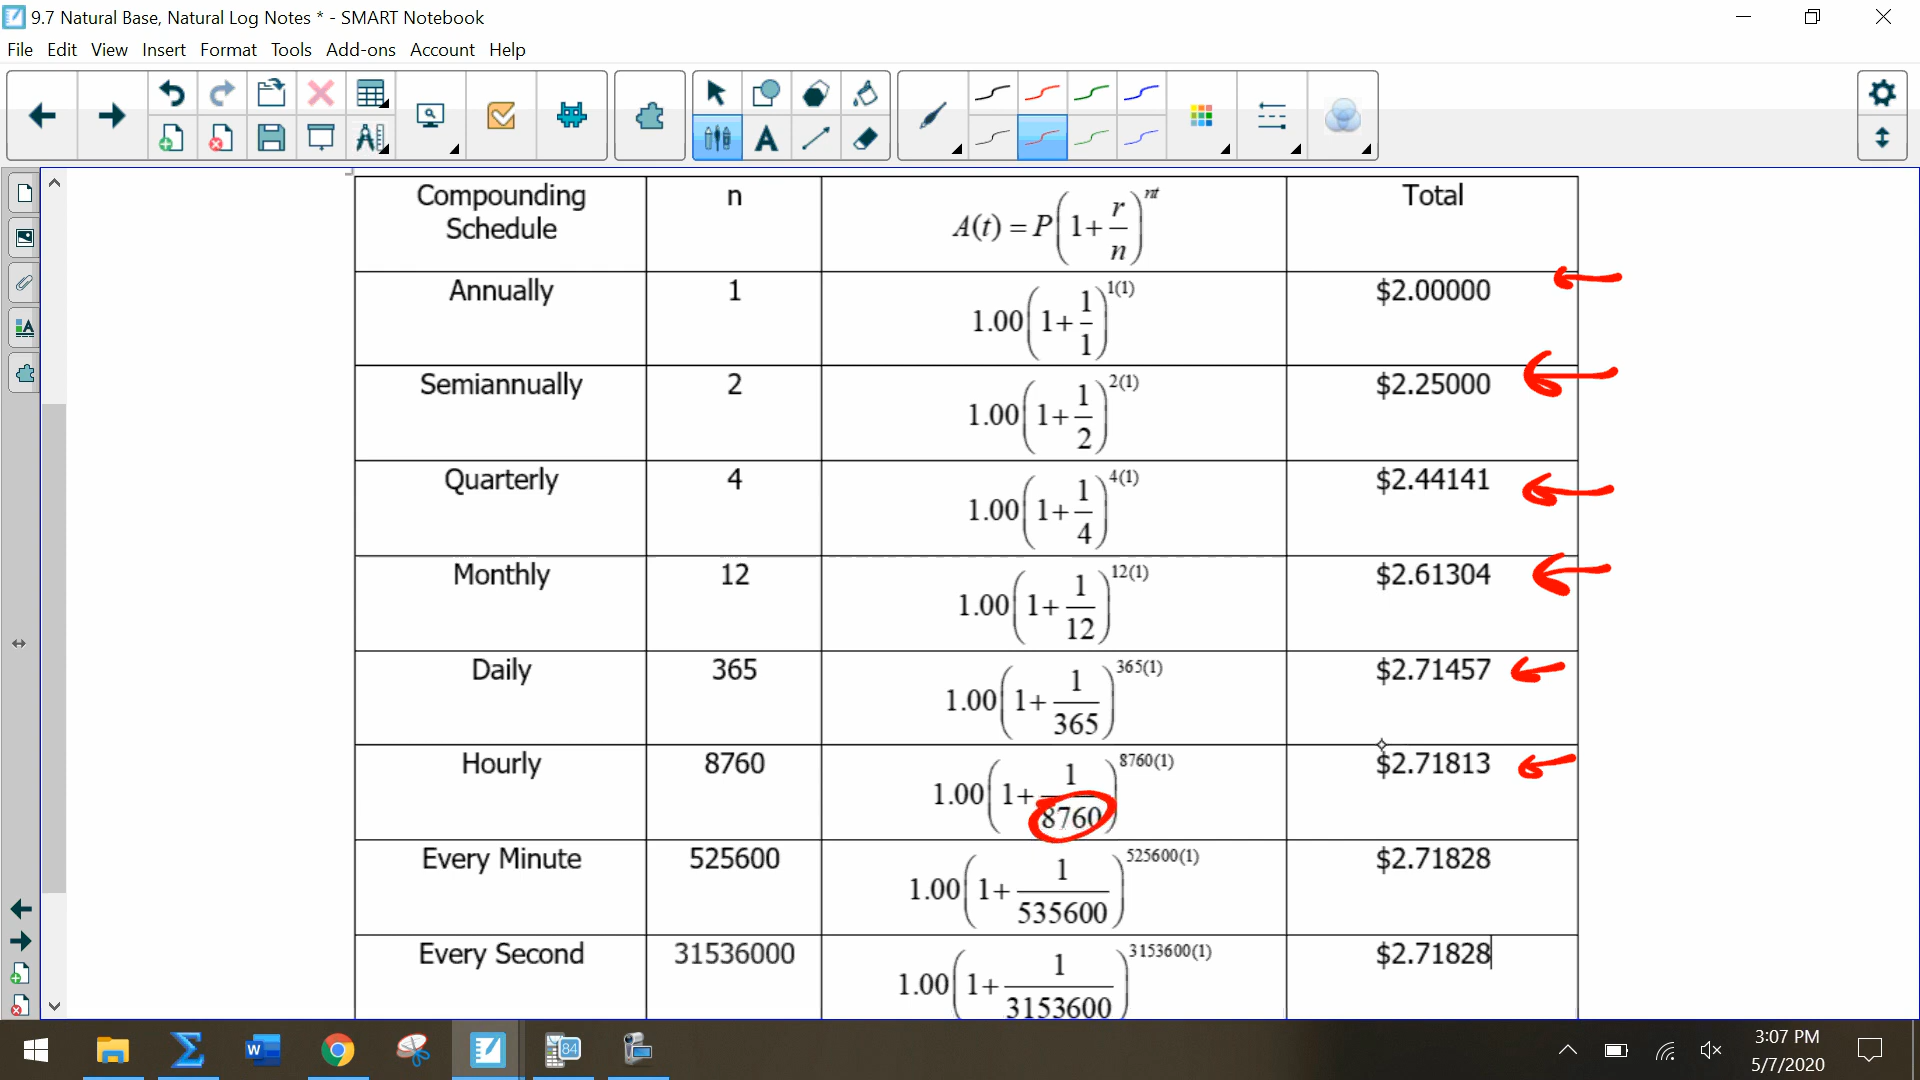 9.7 Natural Base, Natural Log Notes * - SMART Notebook
File Edit View Insert Format Tools Add-ons Account Help
Compounding Schedule n A(t) = P(1+r/n)^nt Total
Annually 1 1.00(1+1/1)^1(1) $2.00000
Semiannually 2 1.00(1+1/2)^2(1) $2.25000
Quarterly 4 1.00(1+1/4)^4(1) $2.44141
Monthly 12 1.00(1+1/12)^12(1) $2.61304
Daily 365 1.00(1+1/365)^365(1) $2.71457
Hourly 8760 1.00(1+1/8760)^8760(1) $2.71813
Every Minute 525600 1.00(1+1/535600)^525600(1) $2.71828
Every Second 31536000 1.00(1+1/3153600)^3153600(1) $2.71828
84
3:07 PM
5/7/2020